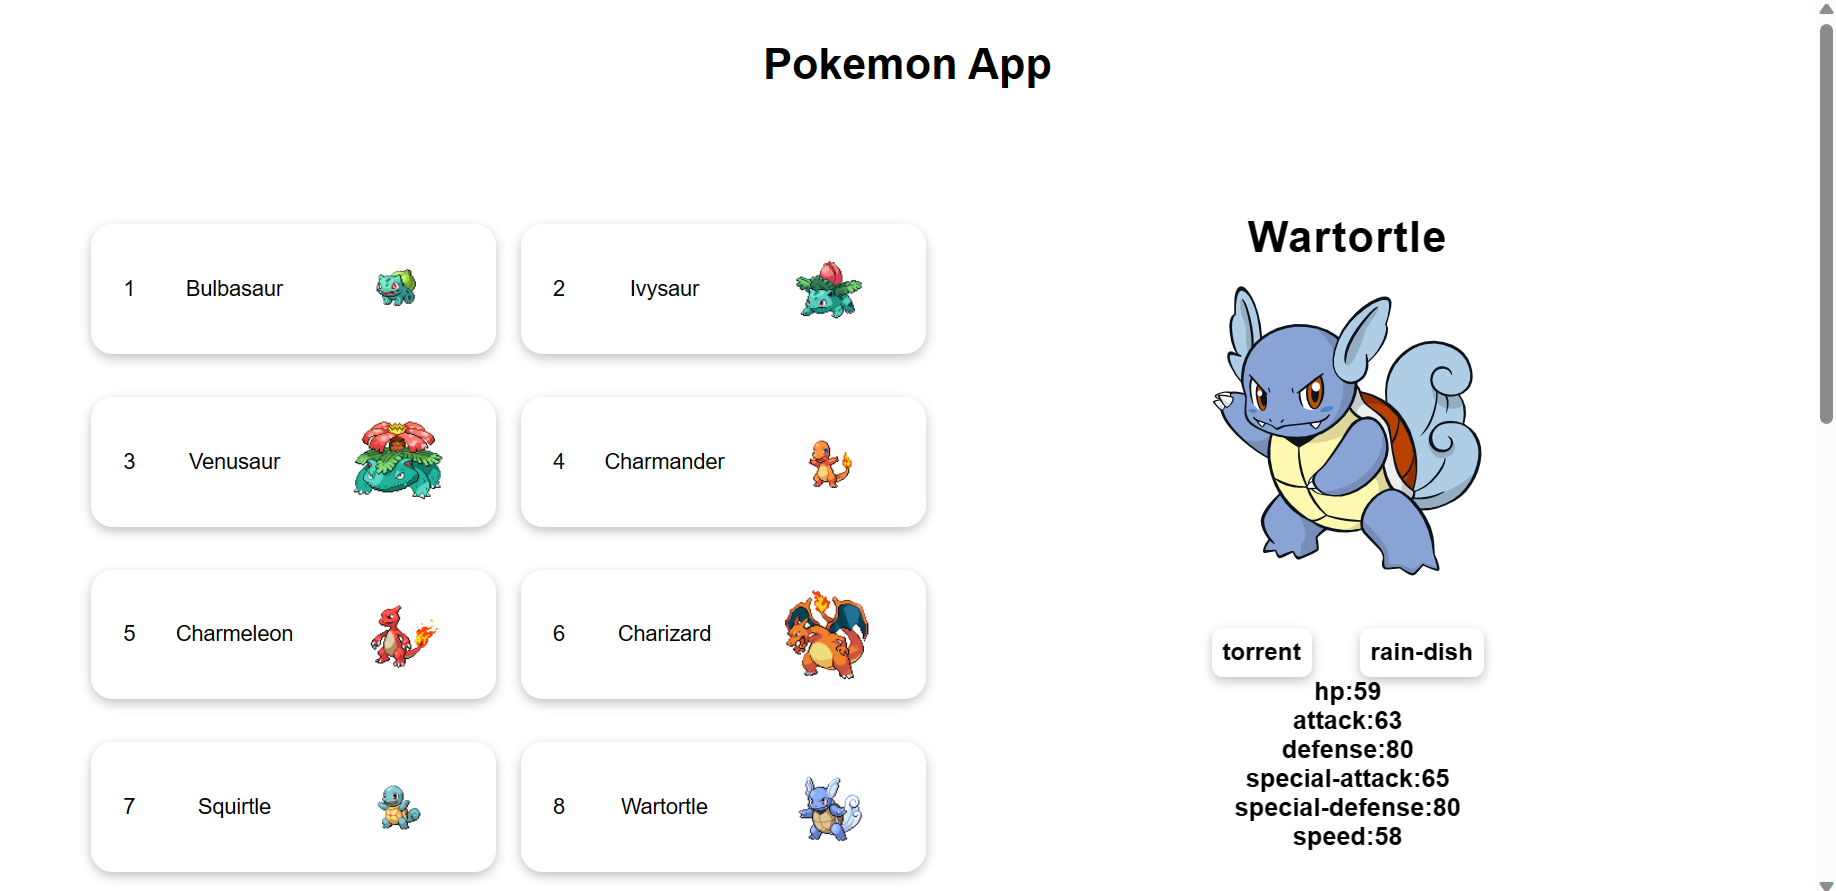 Pokemon App
1 Bulbasaur
2 Ivysaur
3 Venusaur
4 Charmander
5 Charmeleon
6 Charizard
7 Squirtle
8 Wartortle
Wartortle
torrent rain-dish
hp:59
attack:63
defense:80
special-attack:65
special-defense:80
speed:58